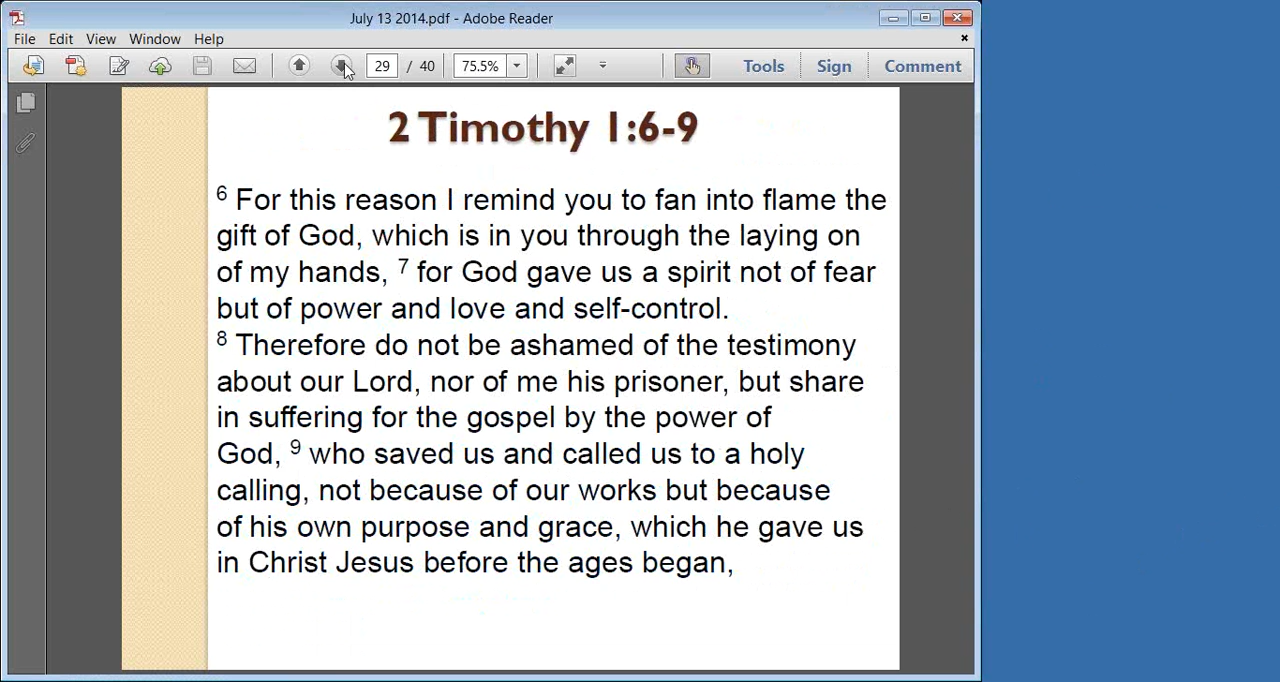 July 13 2014.pdf - Adobe Reader
File Edit View Window Help
29 / 40 75.5% Tools Sign Comment
2 Timothy 1:6-9
6 For this reason I remind you to fan into flame the
gift of God, which is in you through the laying on
of my hands, 7 for God gave us a spirit not of fear
but of power and love and self-control.
8 Therefore do not be ashamed of the testimony
about our Lord, nor of me his prisoner, but share
in suffering for the gospel by the power of
God, 9 who saved us and called us to a holy
calling, not because of our works but because
of his own purpose and grace, which he gave us
in Christ Jesus before the ages began,